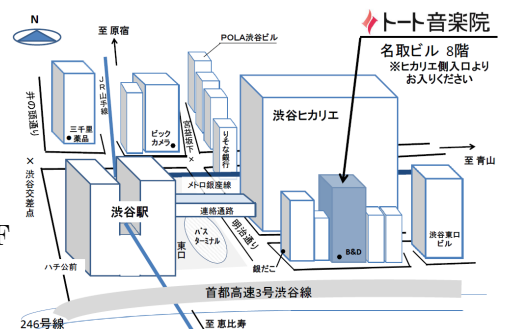 トート音楽院
名取ビル 8階
※ヒカリエ側入口より
お入りください
至 原宿
POLA渋谷ビル
JR山手線
井の頭通り
三千里
薬品
ビック
カメラ
宮益坂下
×
りそな銀行
渋谷ヒカリエ
至 青山
×
渋谷交差点
メトロ銀座線
渋谷駅
連絡通路
明治通り
バス
ターミナル
東口
渋谷東口
ビル
B&D
F
ハチ公前
銀だこ
首都高速3号渋谷線
246号線
至 恵比寿